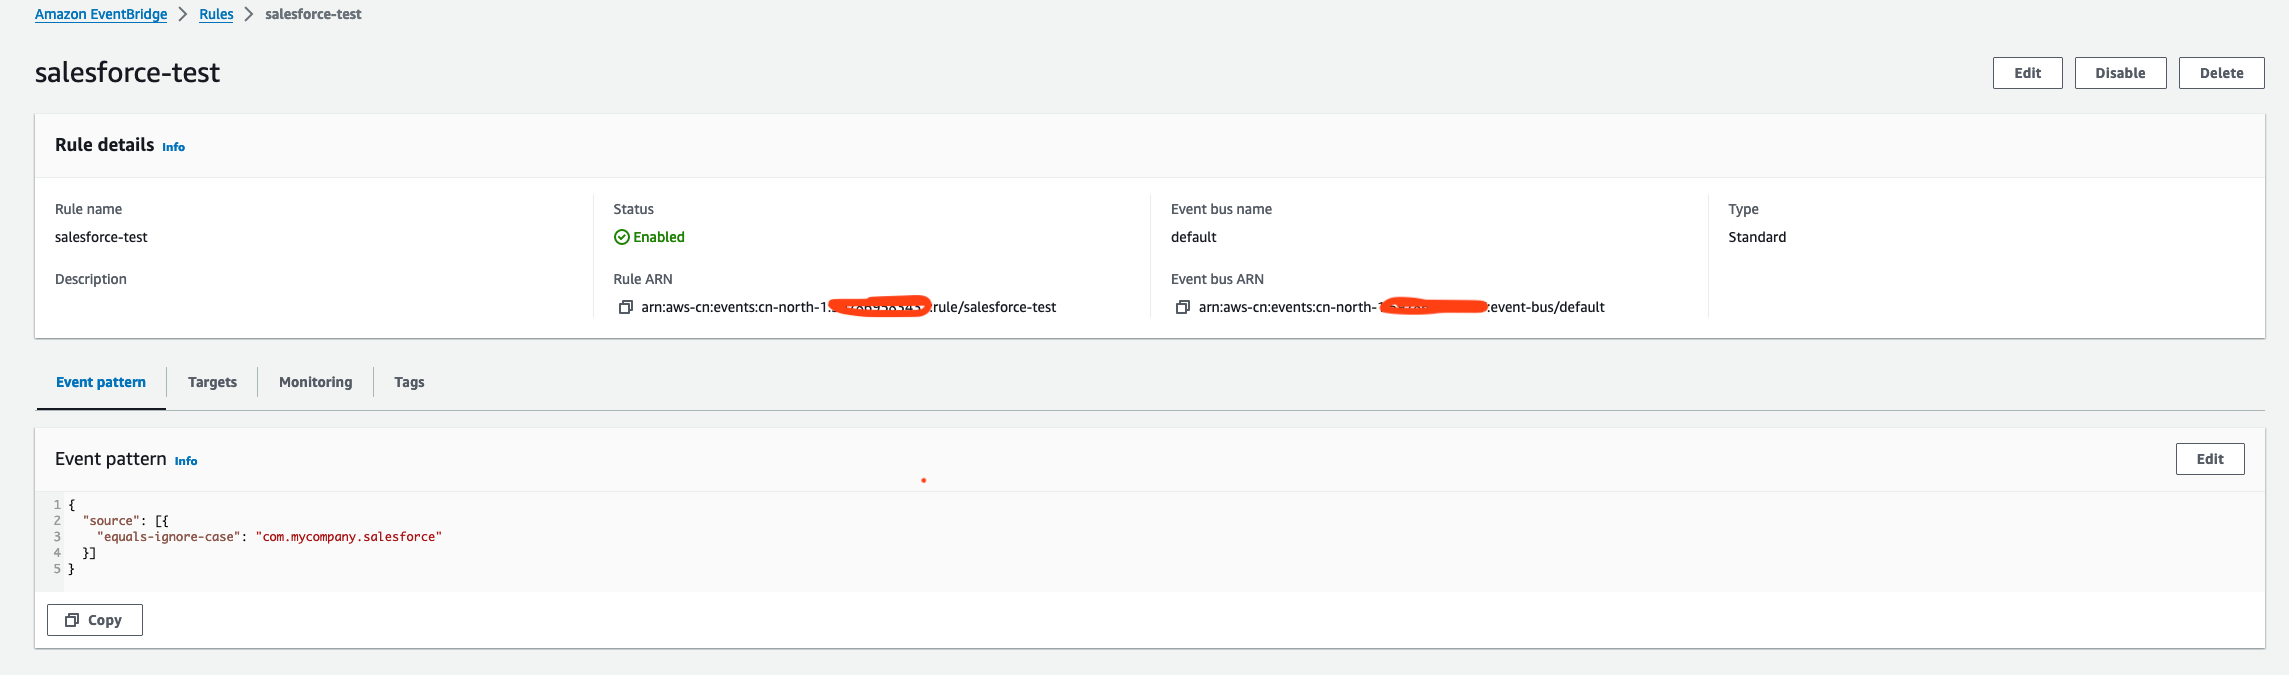 Amazon EventBridge > Rules > salesforce-test
salesforce-test
Edit
Disable
Delete
Rule details Info
Rule name
salesforce-test
Status
Enabled
Event bus name
default
Type
Standard
Description
Rule ARN
arn:aws-cn:events:cn-north-1: :rule/salesforce-test
Event bus ARN
arn:aws-cn:events:cn-north- :event-bus/default
Event pattern
Targets
Monitoring
Tags
Event pattern Info
Edit
1 {
2 "source": [{
3 "equals-ignore-case": "com.mycompany.salesforce"
4 }]
5 }
Copy